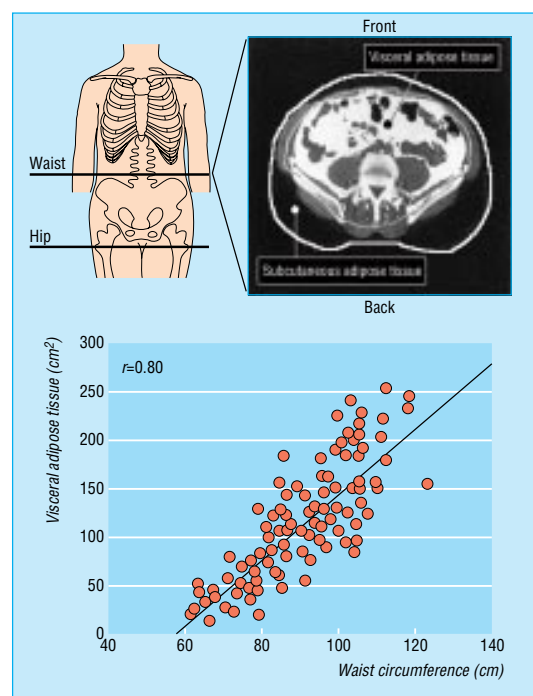 Front
Visceral adipose tissue
Waist
Hip
Subcutaneous adipose tissue
Back
Visceral adipose tissue (cm²)
300
250
200
150
100
50
0
r=0.80
40
60
80
100
120
140
Waist circumference (cm)